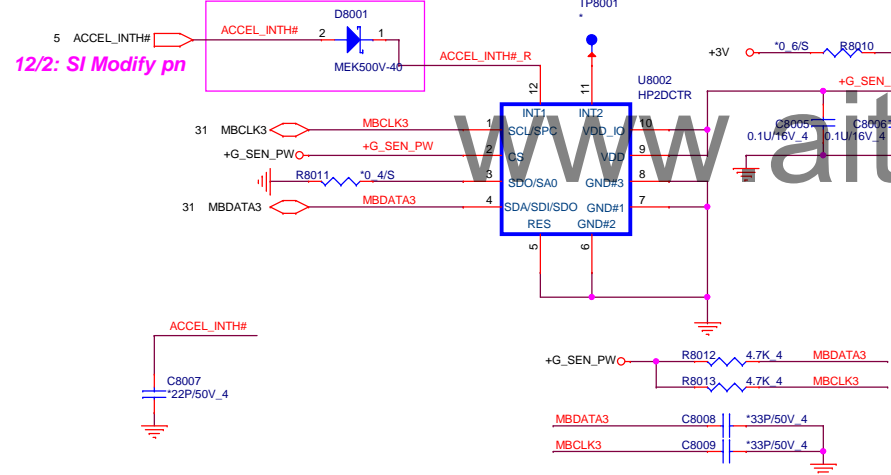 TP8001
*
D8001
5 ACCEL_INTH#
ACCEL_INTH#
2
1
12/2: SI Modify pn
MEK500V-40
ACCEL_INTH#_R
+3V
*0_6/S
R8010
+G_SEN_
12
11
U8002
HP2DCTR
INT1
INT2
31 MBCLK3
MBCLK3
1
SCL/SPC
VDD_IO
10
C8005
0.1U/16V_4
C8006
0.1U/16V_4
+G_SEN_PW
+G_SEN_PW
2
CS
VDD
9
www.ait
R8011
*0_4/S
3
SDO/SA0
GND#3
8
31 MBDATA3
MBDATA3
4
SDA/SDI/SDO
GND#1
7
RES
GND#2
5
6
ACCEL_INTH#
C8007
*22P/50V_4
+G_SEN_PW
R8012
4.7K_4
MBDATA3
R8013
4.7K_4
MBCLK3
MBDATA3
C8008
*33P/50V_4
MBCLK3
C8009
*33P/50V_4